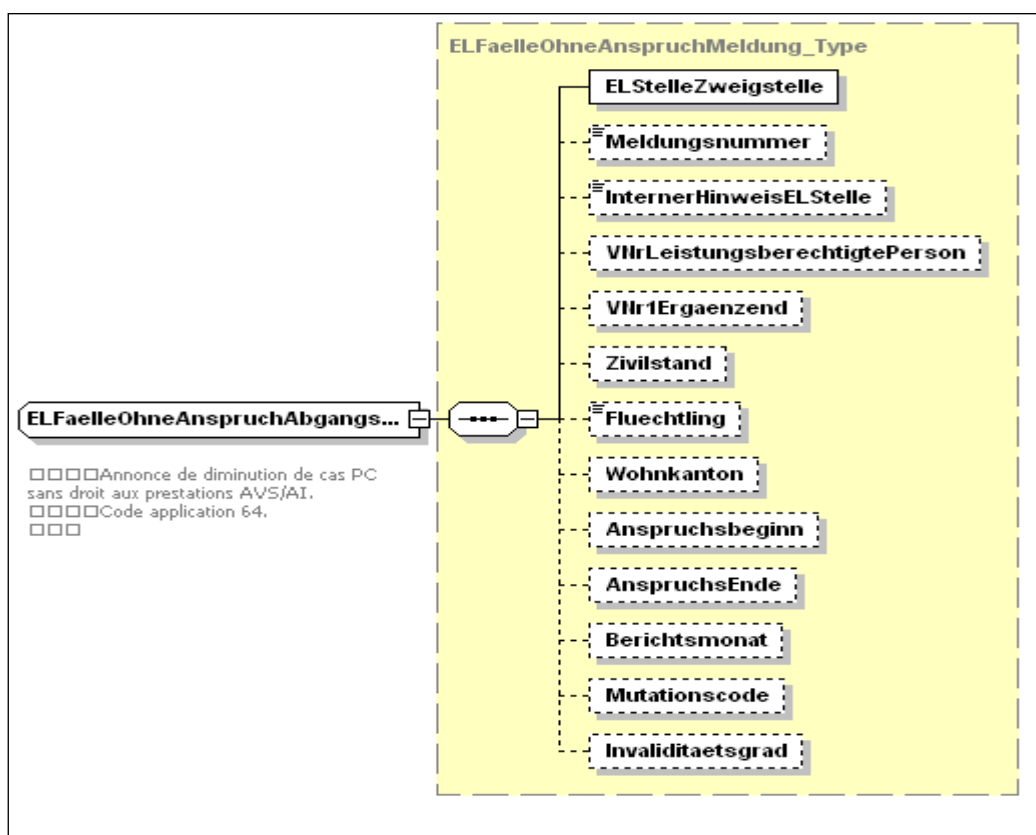 ELFaelleOhneAnspruchMeldung_Type
ELStelleZweigstelle
Meldungsnummer
InternerHinweisELStelle
VNrLeistungsberechtigtePerson
VNr1Ergaenzend
Zivilstand
ELFaelleOhneAnspruchAbgangs...
Fluechtling
Wohnkanton
Anspruchsbeginn
AnspruchsEnde
Berichtsmonat
Mutationscode
Invaliditaetsgrad
□□□□Annonce de diminution de cas PC
sans droit aux prestations AVS/AI.
□□□□Code application 64.
□□□